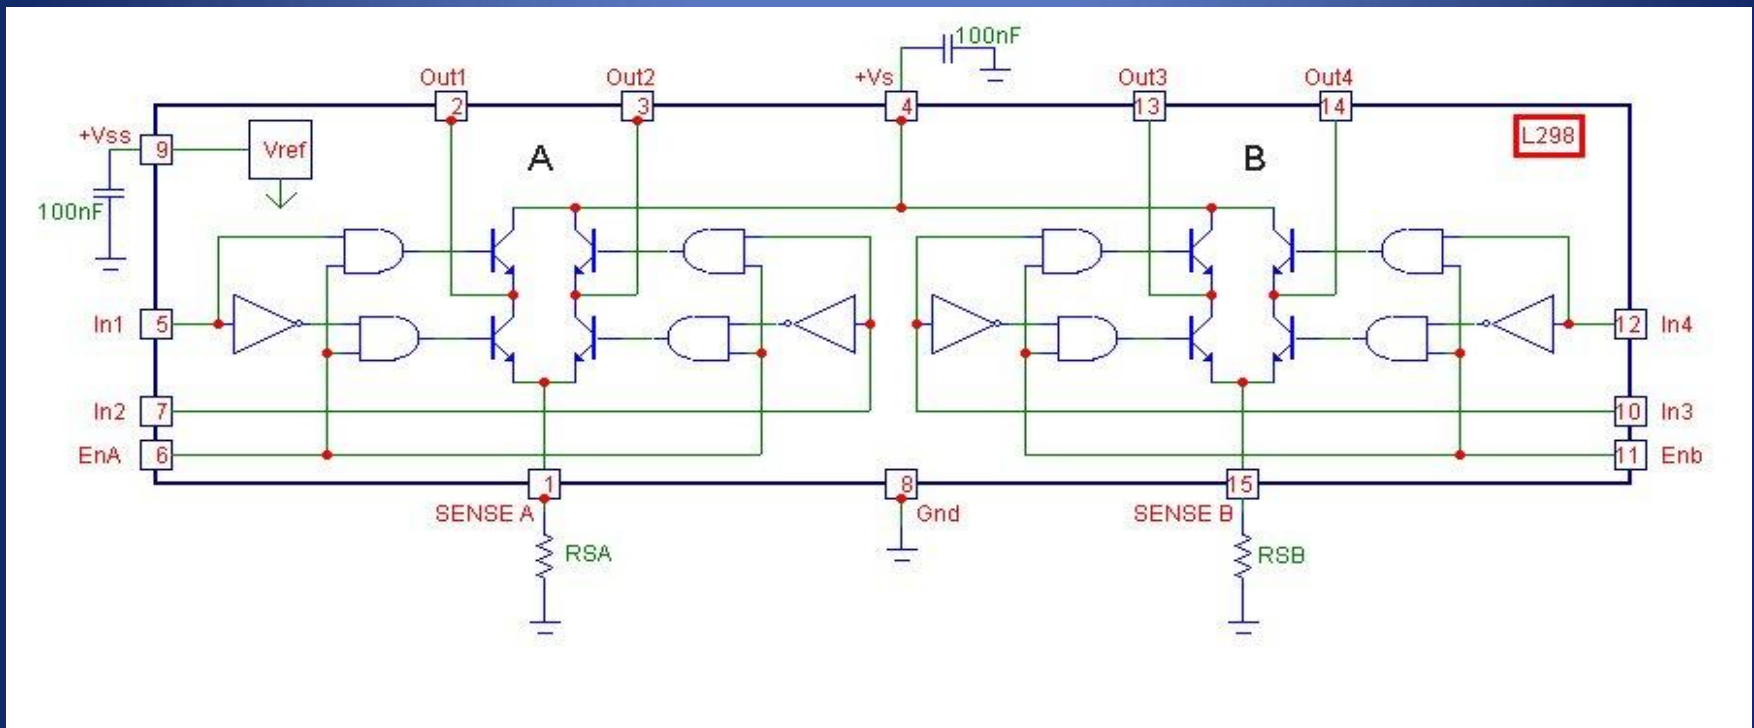 100nF
Out1
Out2
+Vs
Out3
Out4
2
3
4
13
14
+Vss
9
Vref
A
B
L298
100nF
In1
5
12
In4
In2
7
10
In3
EnA
6
11
Enb
1
8
15
SENSE A
Gnd
SENSE B
RSA
RSB